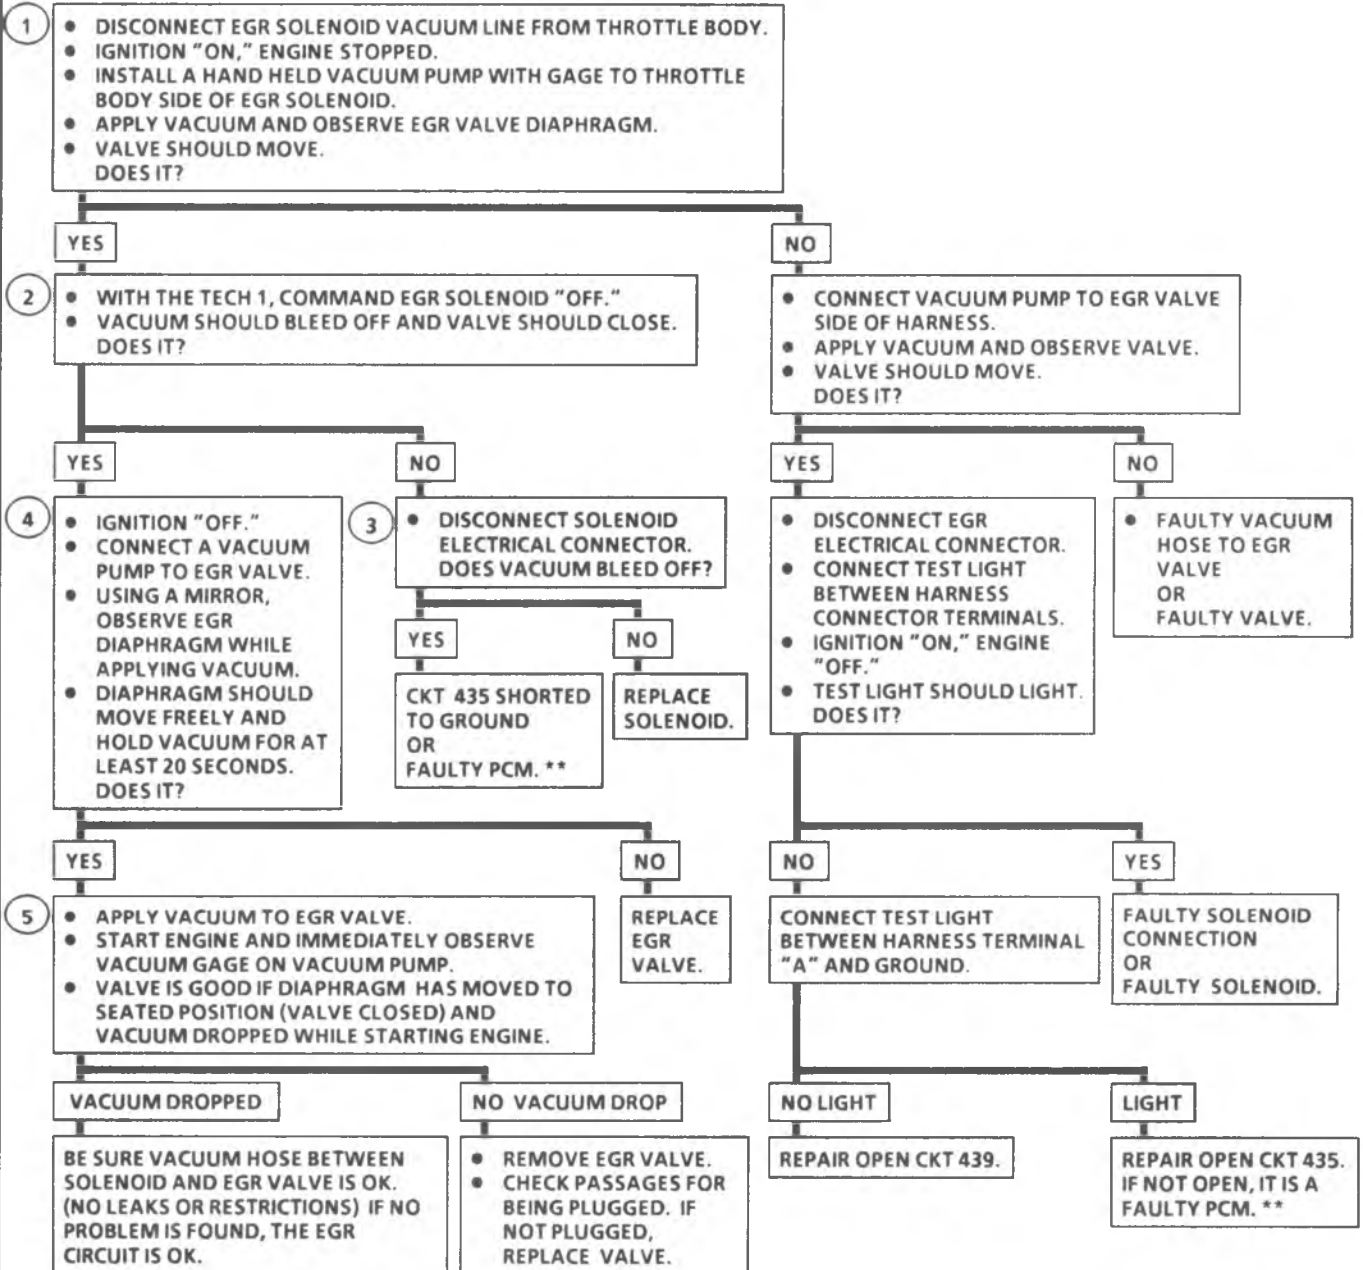 1
• DISCONNECT EGR SOLENOID VACUUM LINE FROM THROTTLE BODY.
• IGNITION "ON," ENGINE STOPPED.
• INSTALL A HAND HELD VACUUM PUMP WITH GAGE TO THROTTLE
BODY SIDE OF EGR SOLENOID.
• APPLY VACUUM AND OBSERVE EGR VALVE DIAPHRAGM.
• VALVE SHOULD MOVE.
DOES IT?
YES
NO
2
• WITH THE TECH 1, COMMAND EGR SOLENOID "OFF."
• VACUUM SHOULD BLEED OFF AND VALVE SHOULD CLOSE.
DOES IT?
• CONNECT VACUUM PUMP TO EGR VALVE
SIDE OF HARNESS.
• APPLY VACUUM AND OBSERVE VALVE.
• VALVE SHOULD MOVE.
DOES IT?
YES
NO
YES
NO
4
• IGNITION "OFF."
• CONNECT A VACUUM
PUMP TO EGR VALVE.
• USING A MIRROR,
OBSERVE EGR
DIAPHRAGM WHILE
APPLYING VACUUM.
• DIAPHRAGM SHOULD
MOVE FREELY AND
HOLD VACUUM FOR AT
LEAST 20 SECONDS.
DOES IT?
3
• DISCONNECT SOLENOID
ELECTRICAL CONNECTOR.
DOES VACUUM BLEED OFF?
YES
NO
CKT 435 SHORTED
TO GROUND
OR
FAULTY PCM. **
REPLACE
SOLENOID.
• DISCONNECT EGR
ELECTRICAL CONNECTOR.
• CONNECT TEST LIGHT
BETWEEN HARNESS
CONNECTOR TERMINALS.
• IGNITION "ON," ENGINE
"OFF."
• TEST LIGHT SHOULD LIGHT.
DOES IT?
• FAULTY VACUUM
HOSE TO EGR
VALVE
OR
FAULTY VALVE.
YES
NO
NO
YES
5
• APPLY VACUUM TO EGR VALVE.
• START ENGINE AND IMMEDIATELY OBSERVE
VACUUM GAGE ON VACUUM PUMP.
• VALVE IS GOOD IF DIAPHRAGM HAS MOVED TO
SEATED POSITION (VALVE CLOSED) AND
VACUUM DROPPED WHILE STARTING ENGINE.
REPLACE
EGR
VALVE.
CONNECT TEST LIGHT
BETWEEN HARNESS TERMINAL
"A" AND GROUND.
FAULTY SOLENOID
CONNECTION
OR
FAULTY SOLENOID.
VACUUM DROPPED
NO VACUUM DROP
NO LIGHT
LIGHT
BE SURE VACUUM HOSE BETWEEN
SOLENOID AND EGR VALVE IS OK.
(NO LEAKS OR RESTRICTIONS) IF NO
PROBLEM IS FOUND, THE EGR
CIRCUIT IS OK.
• REMOVE EGR VALVE.
• CHECK PASSAGES FOR
BEING PLUGGED. IF
NOT PLUGGED,
REPLACE VALVE.
REPAIR OPEN CKT 439.
REPAIR OPEN CKT 435.
IF NOT OPEN, IT IS A
FAULTY PCM. **